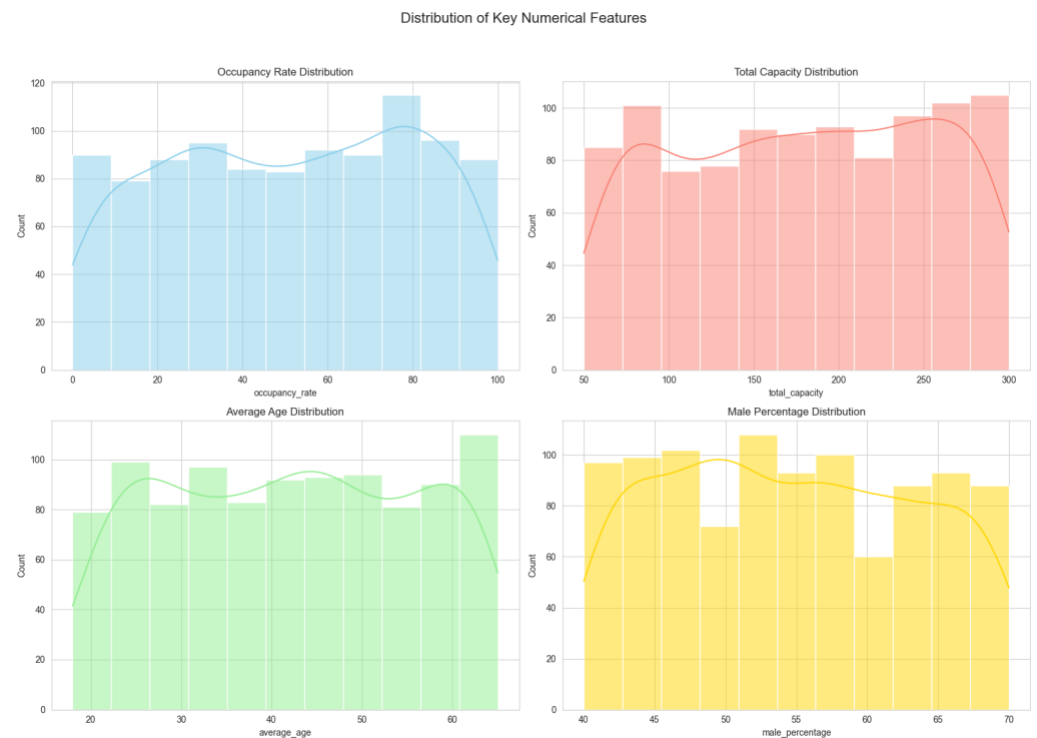 Distribution of Key Numerical Features
Occupancy Rate Distribution
Count
120
100
80
60
40
20
0
0 20 40 60 80 100
occupancy_rate
Total Capacity Distribution
Count
100
80
60
40
20
0
50 100 150 200 250 300
total_capacity
Average Age Distribution
Count
100
80
60
40
20
0
20 30 40 50 60
average_age
Male Percentage Distribution
Count
100
80
60
40
20
0
40 45 50 55 60 65 70
male_percentage